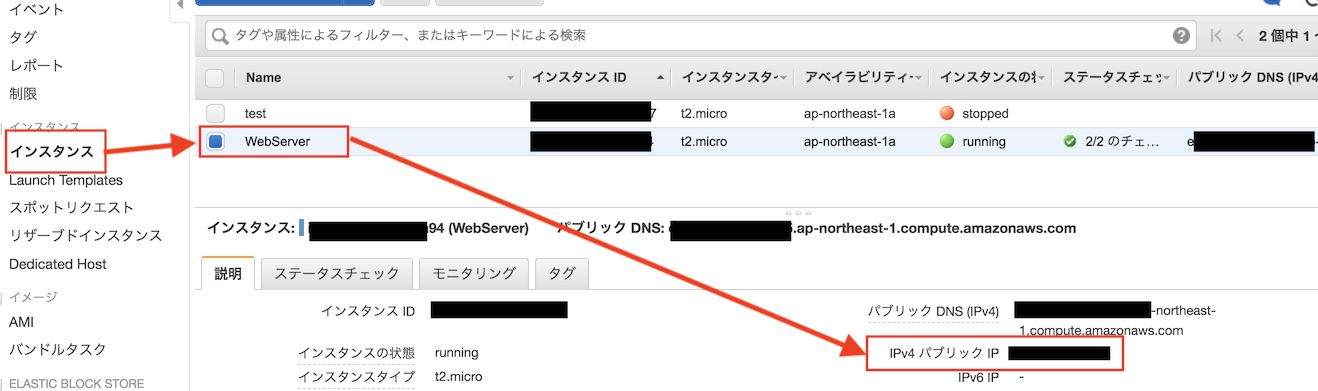 イベント
タグ
レポート
制限
インスタンス
インスタンス
Launch Templates
スポットリクエスト
リザーブドインスタンス
Dedicated Host
イメージ
AMI
バンドルタスク
ELASTIC BLOCK STORE
タグや属性によるフィルター、またはキーワードによる検索
2 個中 1
Name インスタンス ID インスタンスタイ アベイラビリティー インスタンスの状 ステータスチェッ パブリック DNS (IPv4
test 7 t2.micro ap-northeast-1a stopped
WebServer t2.micro ap-northeast-1a running 2/2 のチェ… e
インスタンス: 94 (WebServer) パブリック DNS: .ap-northeast-1.compute.amazonaws.com
説明 ステータスチェック モニタリング タグ
インスタンス ID
インスタンスの状態 running
インスタンスタイプ t2.micro
パブリック DNS (IPv4) -northeast-
1.compute.amazonaws.com
IPv4 パブリック IP
IPv6 IP -